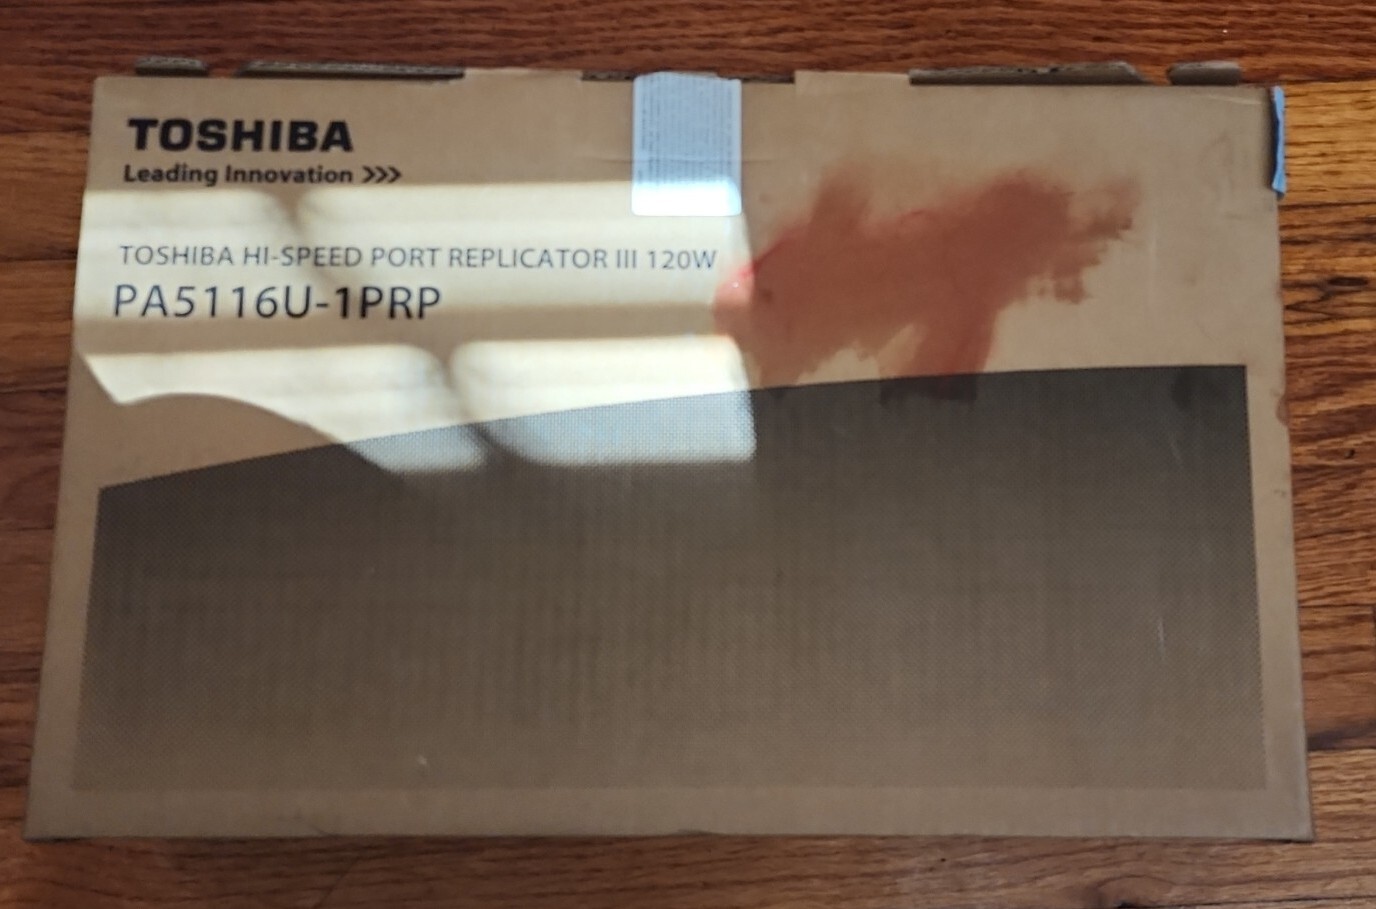 TOSHIBA
Leading Innovation >>>
TOSHIBA HI-SPEED PORT REPLICATOR III 120W
PA5116U-1PRP